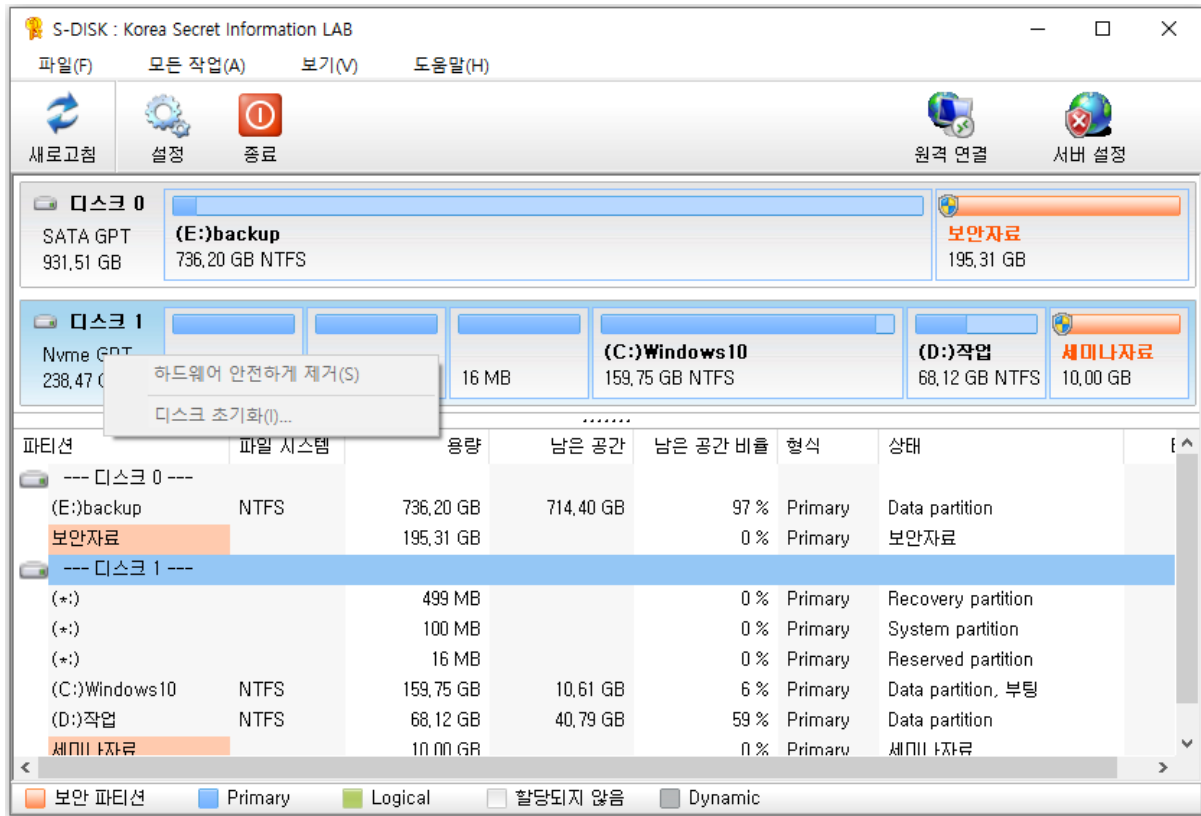 S-DISK : Korea Secret Information LAB
파일(F) 모든 작업(A) 보기(V) 도움말(H)
새로고침 설정 종료 원격 연결 서버 설정
디스크 0
SATA GPT
931,51 GB
(E:)backup
736,20 GB NTFS
보안자료
195,31 GB
디스크 1
Nvme GPT
238,47
16 MB
(C:)Windows10
159,75 GB NTFS
(D:)작업
68,12 GB NTFS
세미나자료
10,00 GB
하드웨어 안전하게 제거(S)
디스크 초기화(I)...
파티션 파일 시스템 용량 남은 공간 남은 공간 비율 형식 상태
--- 디스크 0 ---
(E:)backup NTFS 736,20 GB 714,40 GB 97 % Primary Data partition
보안자료 195,31 GB 0 % Primary 보안자료
--- 디스크 1 ---
(*:) 499 MB 0 % Primary Recovery partition
(*:) 100 MB 0 % Primary System partition
(*:) 16 MB 0 % Primary Reserved partition
(C:)Windows10 NTFS 159,75 GB 10,61 GB 6 % Primary Data partition, 부팅
(D:)작업 NTFS 68,12 GB 40,79 GB 59 % Primary Data partition
세미나자료 10,00 GB 0 % Primary 세미나자료
보안 파티션 Primary Logical 할당되지 않음 Dynamic